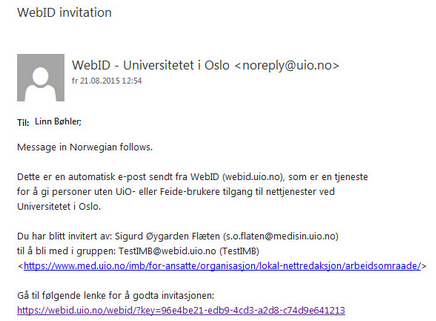 WebID invitation
WebID - Universitetet i Oslo <noreply@uio.no>
fr 21.08.2015 12:54
Til: Linn Bøhler;
Message in Norwegian follows.
Dette er en automatisk e-post sendt fra WebID (webid.uio.no), som er en tjeneste
for å gi personer uten UiO- eller Feide-brukere tilgang til nettjenester ved
Universitetet i Oslo.
Du har blitt invitert av: Sigurd Øygarden Flæten (s.o.flaten@medisin.uio.no)
til å bli med i gruppen: TestIMB@webid.uio.no (TestIMB)
<https://www.med.uio.no/imb/for-ansatte/organisasjon/lokal-nettredaksjon/arbeidsomraade/>
Gå til følgende lenke for å godta invitasjonen:
https://webid.uio.no/webid/?key=96e4be21-edb9-4cd3-a2d8-c74d9e641213